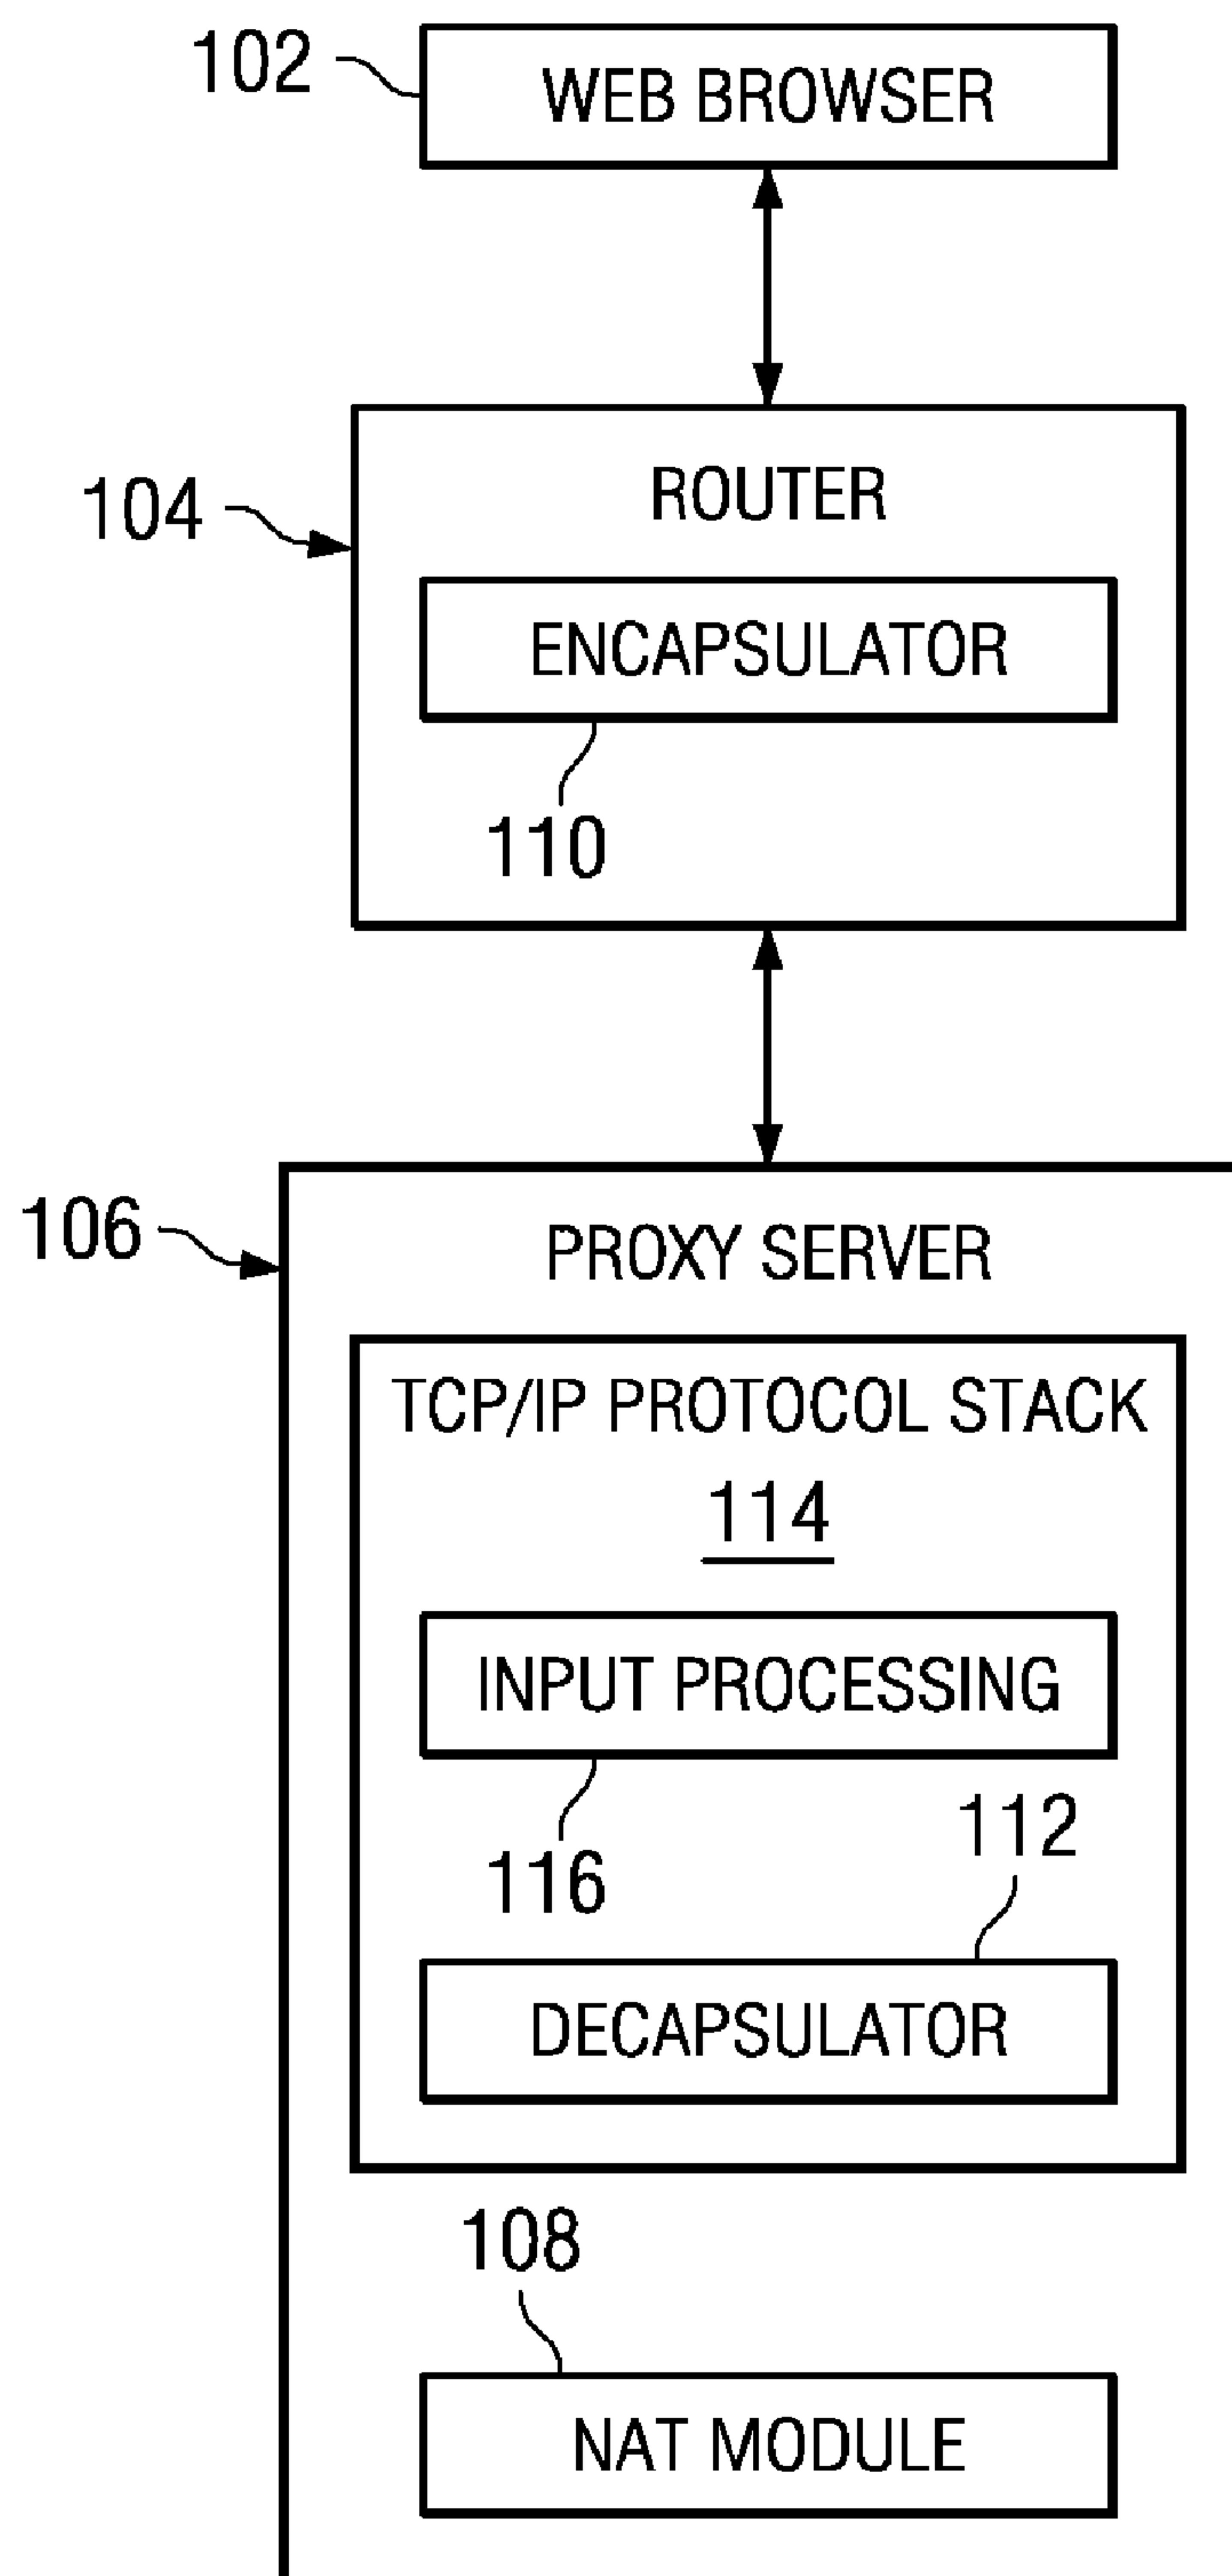 102
WEB BROWSER
104
ROUTER
ENCAPSULATOR
110
106
PROXY SERVER
TCP/IP PROTOCOL STACK
114
INPUT PROCESSING
116
112
DECAPSULATOR
108
NAT MODULE